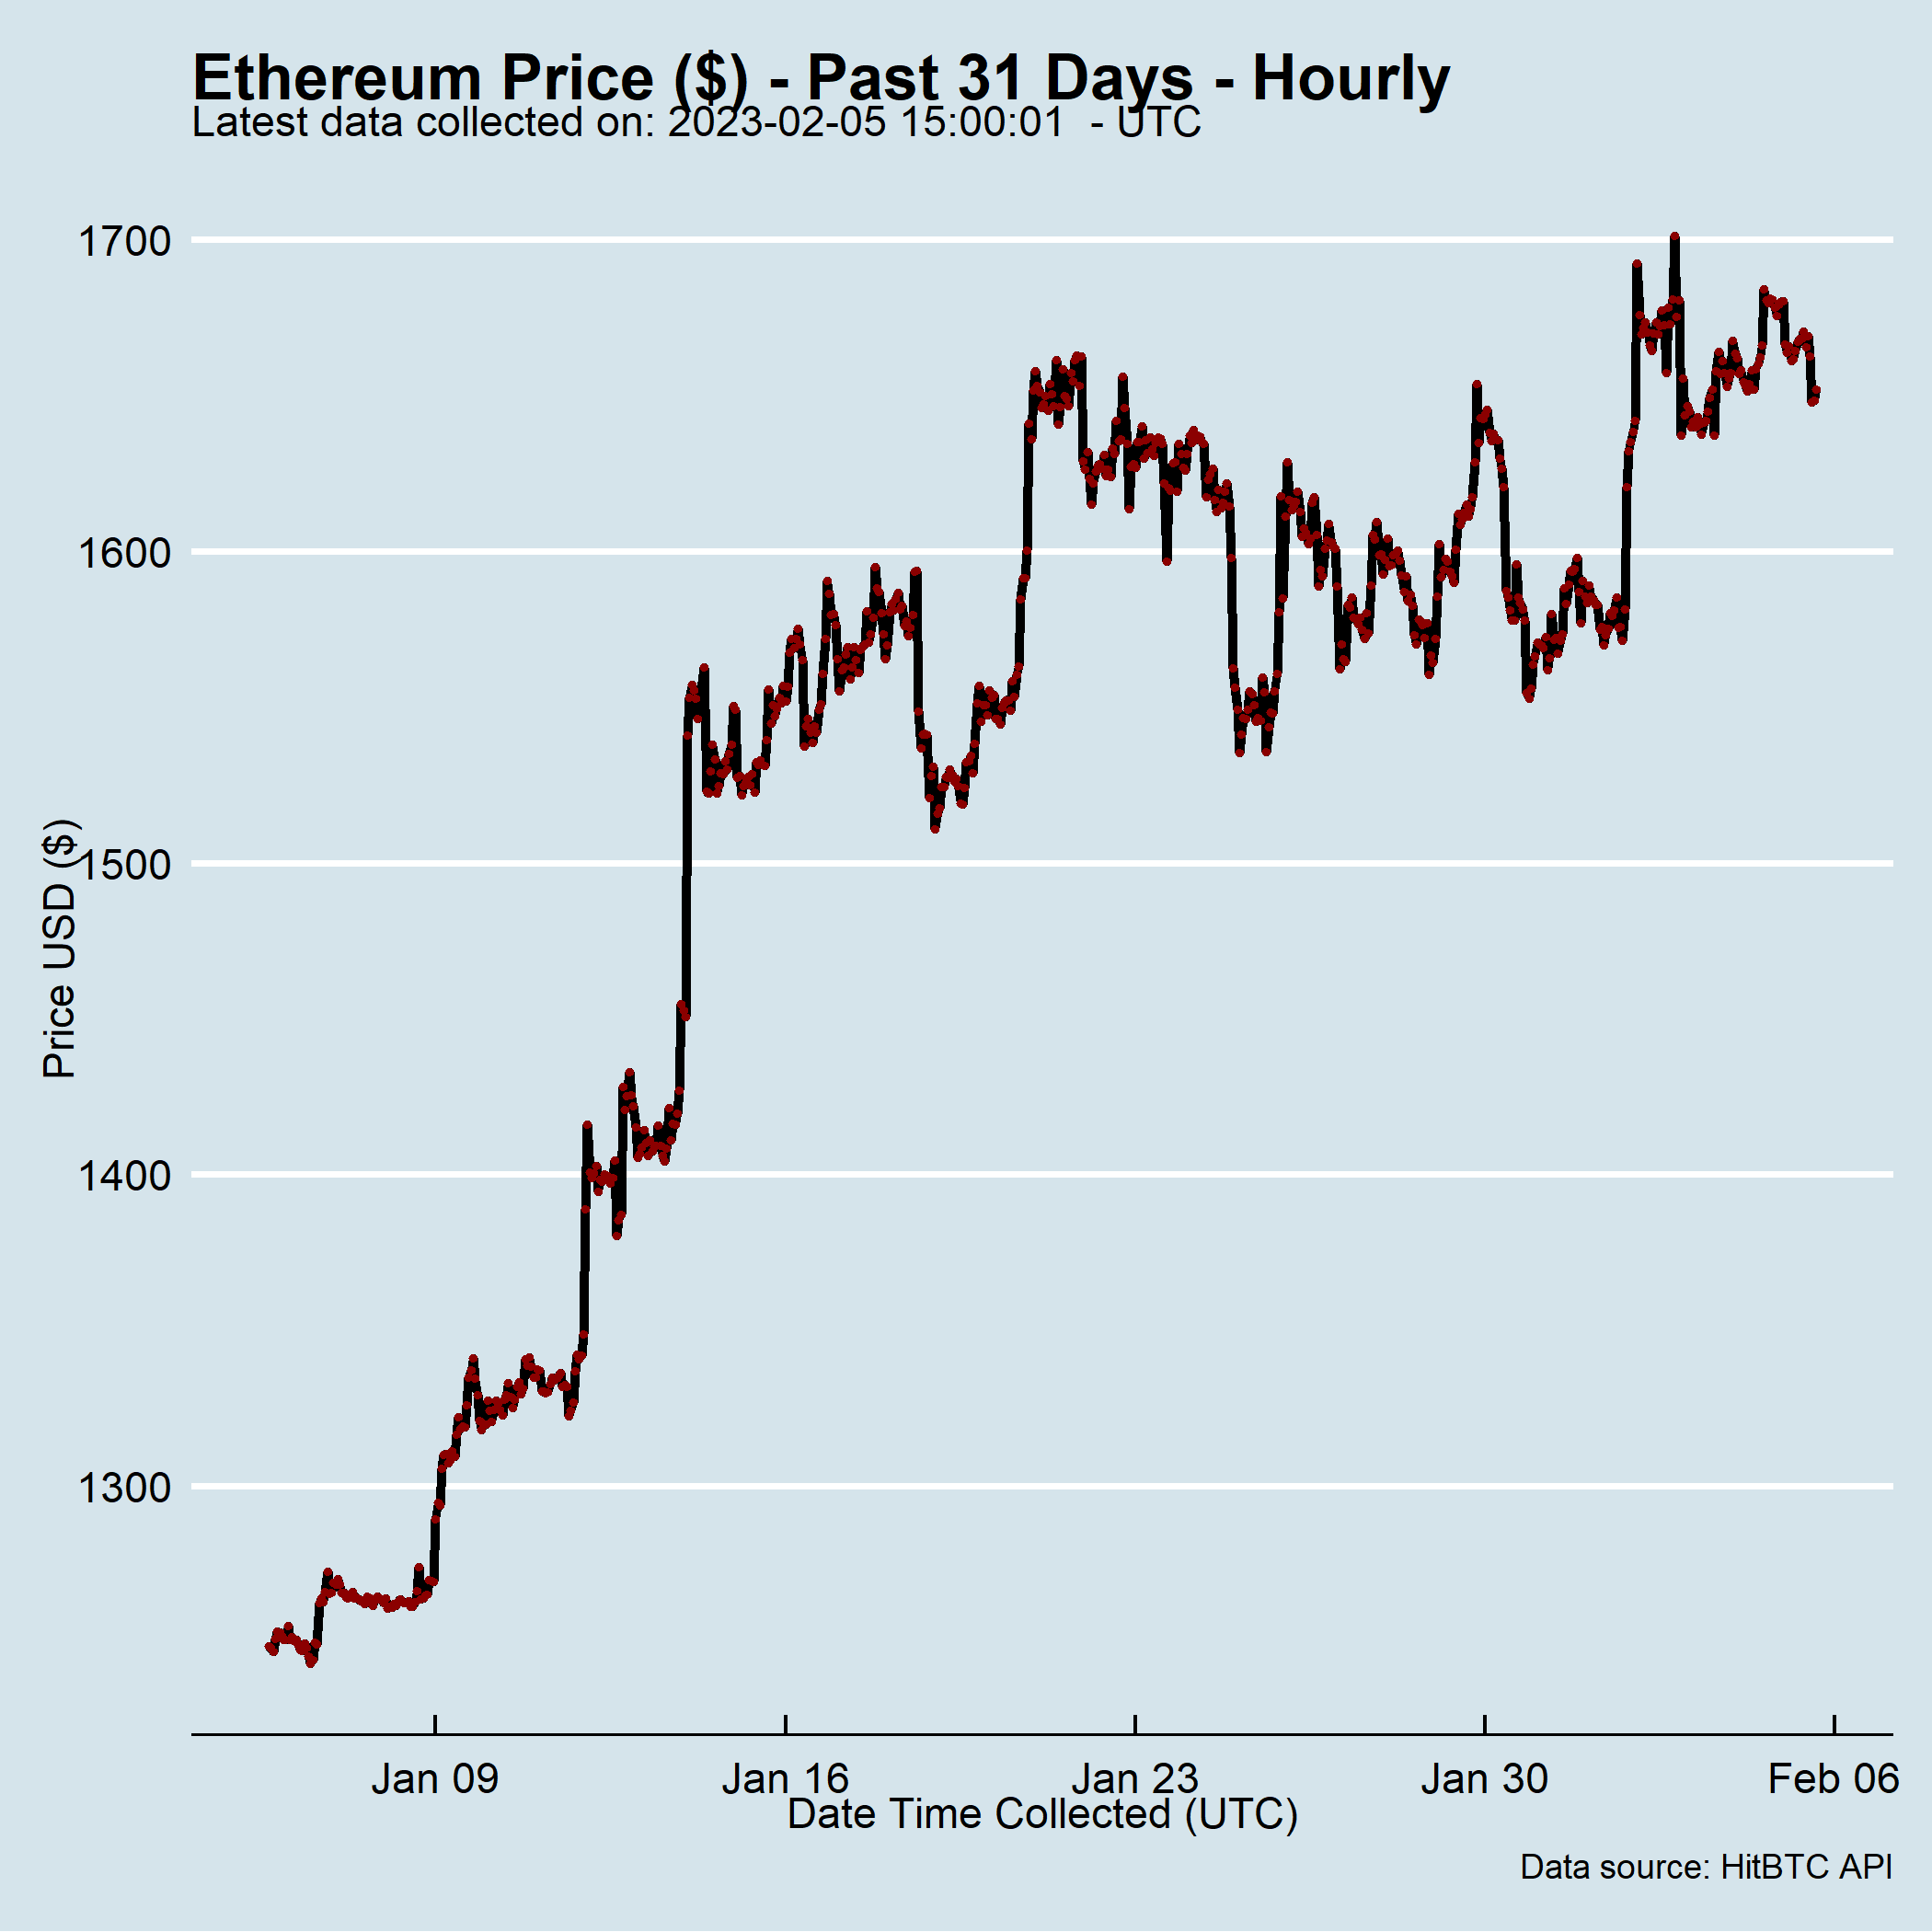 Ethereum Price ($) - Past 31 Days - Hourly
Latest data collected on: 2023-02-05 15:00:01  - UTC
1700
1600
1500
1400
1300
Price USD ($)
Jan 09 Jan 16 Jan 23 Jan 30 Feb 06
Date Time Collected (UTC)
Data source: HitBTC API